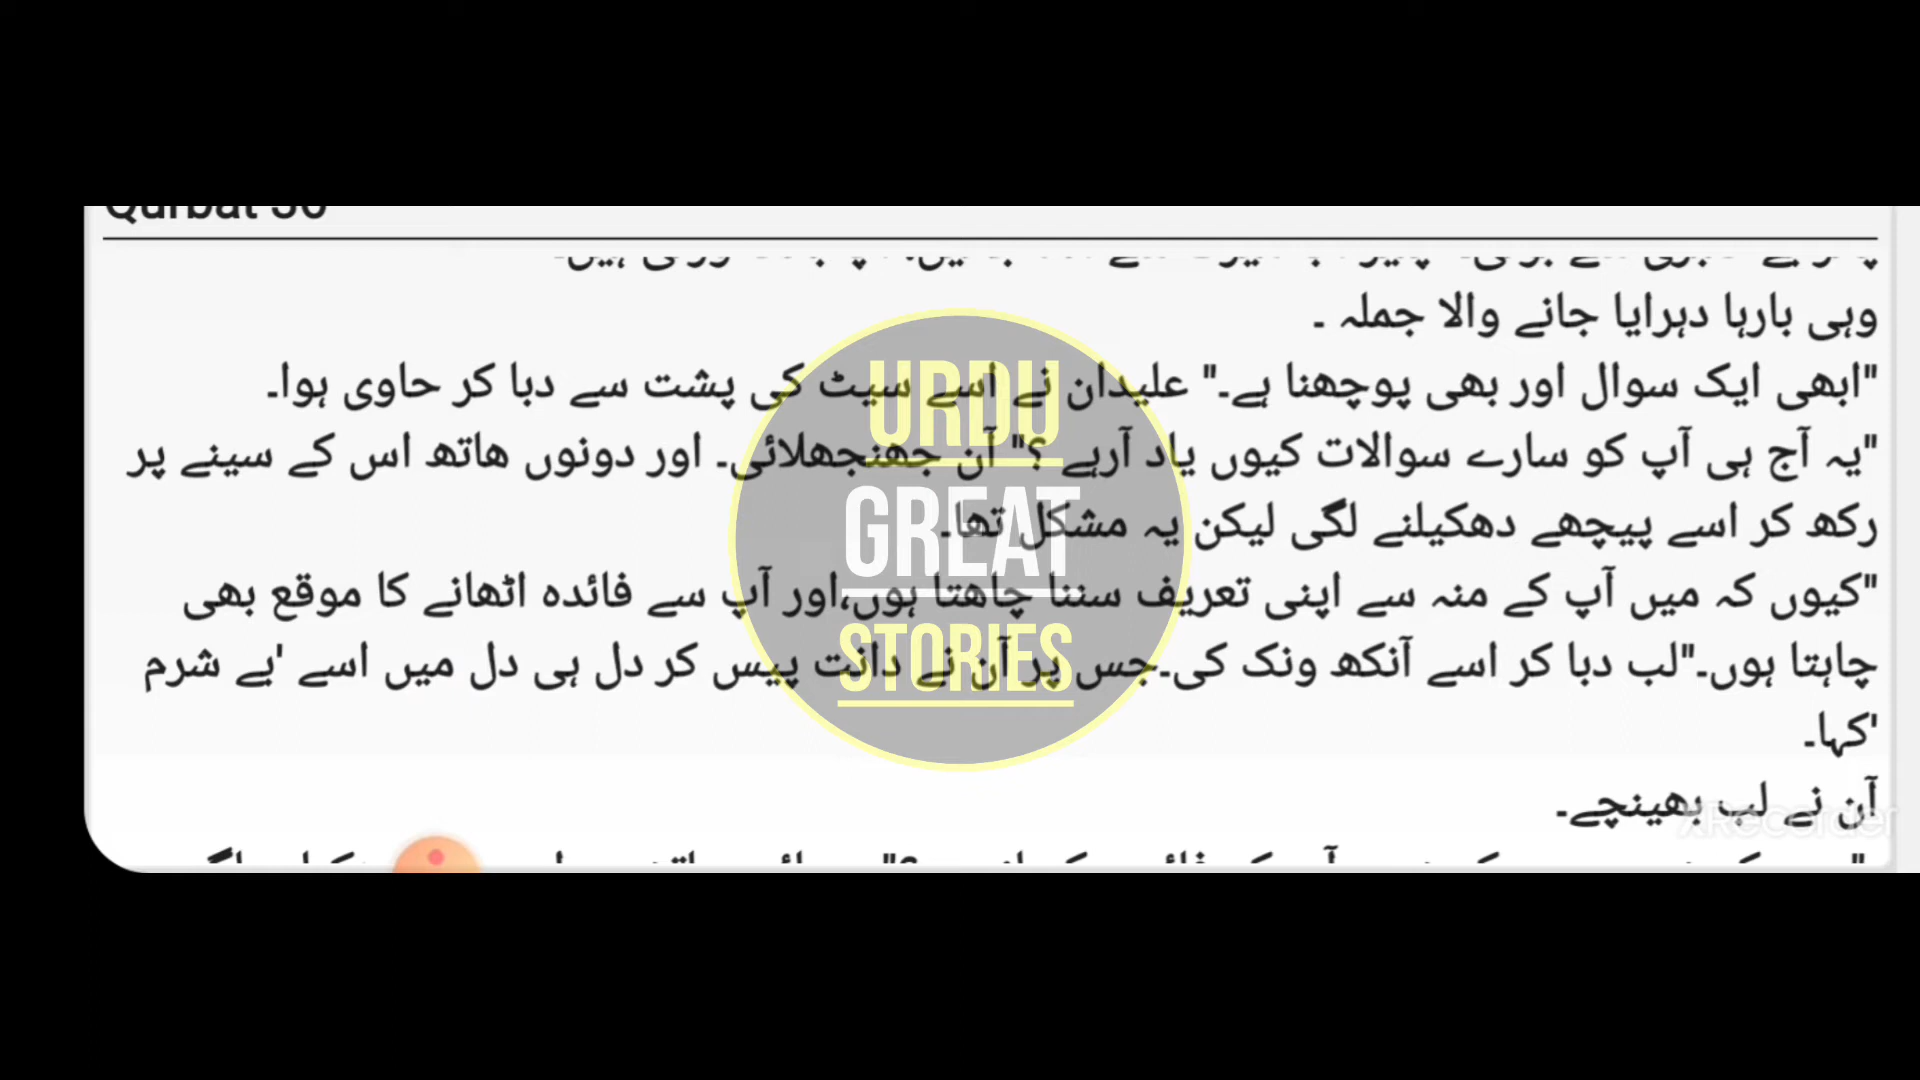 Qurbat 30
وہی بارہا دہرایا جانے والا جملہ ۔
"ابھی ایک سوال اور بھی پوچھنا ہے۔" علیدان نے اسے سیٹ کی پشت سے دبا کر حاوی ہوا۔
"یہ آج ہی آپ کو سارے سوالات کیوں یاد آرہے ؟" آن جھنجھلائی۔ اور دونوں ھاتھ اس کے سینے پر
رکھ کر اسے پیچھے دھکیلنے لگی لیکن یہ مشکل تھا۔
"کیوں کہ میں آپ کے منہ سے اپنی تعریف سننا چاھتا ہوں،اور آپ سے فائدہ اٹھانے کا موقع بھی
چاہتا ہوں۔"لب دبا کر اسے آنکھ ونک کی۔جس پر آن نے دانت پیس کر دل ہی دل میں اسے 'بے شرم
'کہا۔
آن نے لب بھینچے۔
URDU
GREAT
STORIES
XRecorder